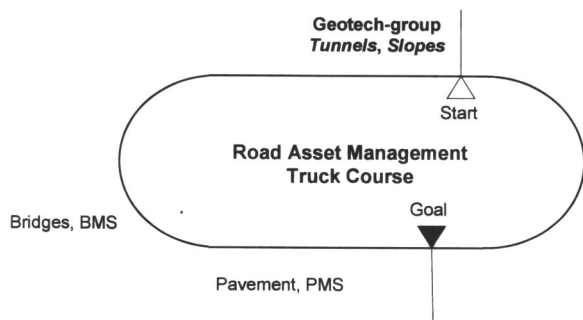 Geotech-group
Tunnels, Slopes
Start
Road Asset Management
Truck Course
Goal
Bridges, BMS
Pavement, PMS